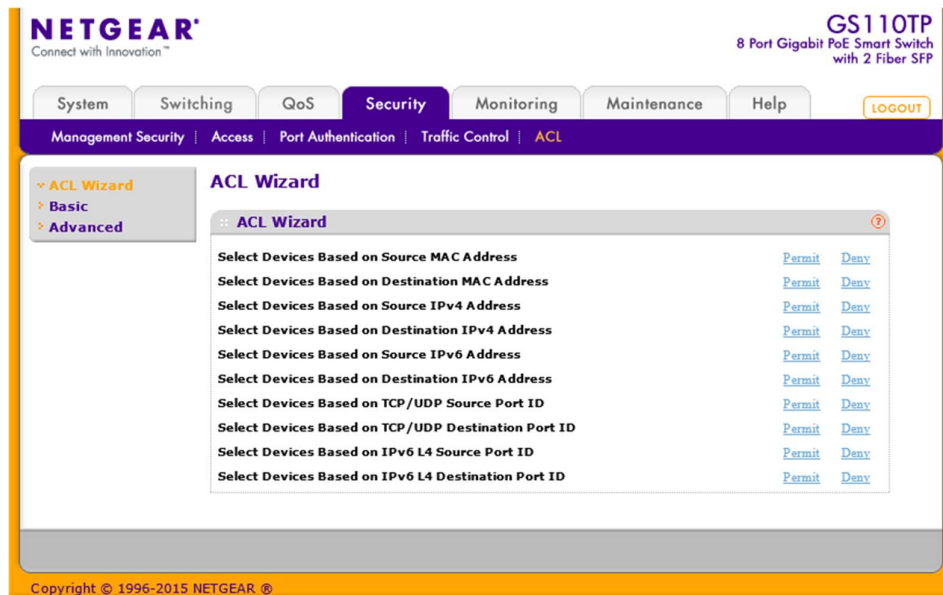 NETGEAR®
Connect with Innovation™
GS110TP
8 Port Gigabit PoE Smart Switch
with 2 Fiber SFP
System Switching QoS Security Monitoring Maintenance Help LOGOUT
Management Security Access Port Authentication Traffic Control ACL
ACL Wizard
Basic
Advanced
ACL Wizard
ACL Wizard ?
Select Devices Based on Source MAC Address Permit Deny
Select Devices Based on Destination MAC Address Permit Deny
Select Devices Based on Source IPv4 Address Permit Deny
Select Devices Based on Destination IPv4 Address Permit Deny
Select Devices Based on Source IPv6 Address Permit Deny
Select Devices Based on Destination IPv6 Address Permit Deny
Select Devices Based on TCP/UDP Source Port ID Permit Deny
Select Devices Based on TCP/UDP Destination Port ID Permit Deny
Select Devices Based on IPv6 L4 Source Port ID Permit Deny
Select Devices Based on IPv6 L4 Destination Port ID Permit Deny
Copyright © 1996-2015 NETGEAR ®